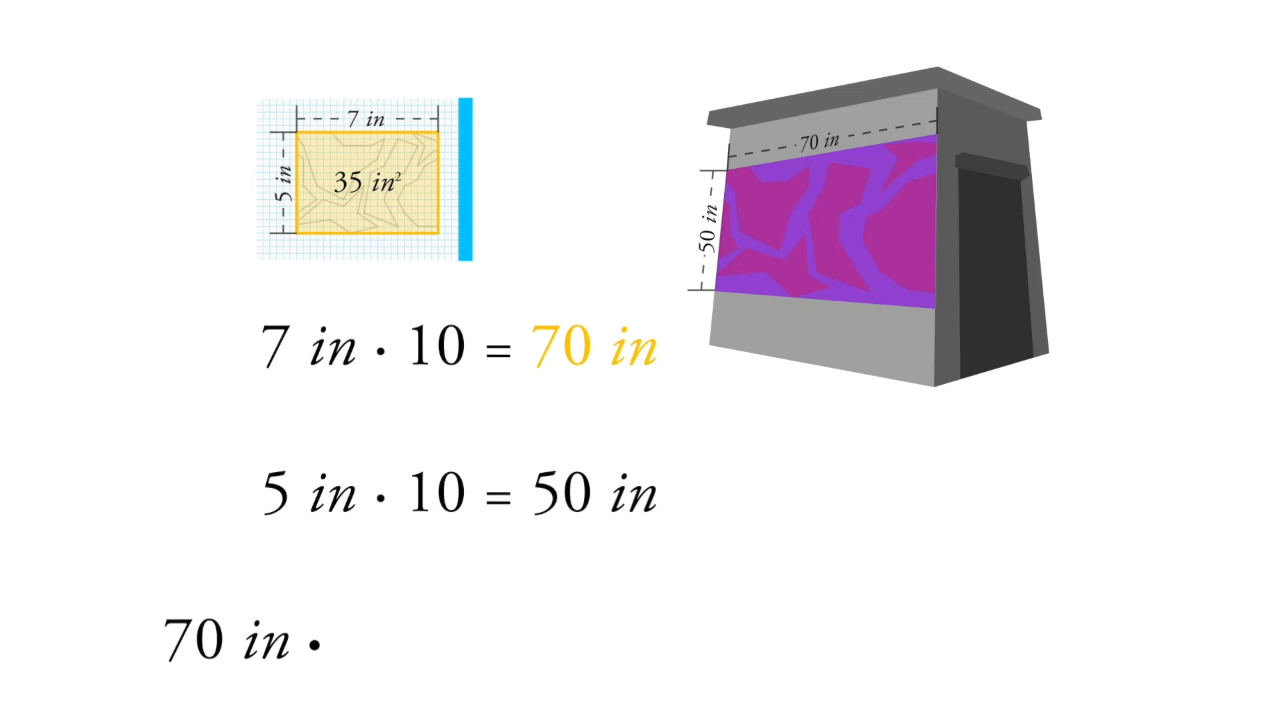 7 in
5 in
35 in²
70 in
50 in
7 in · 10 = 70 in
5 in · 10 = 50 in
70 in ·